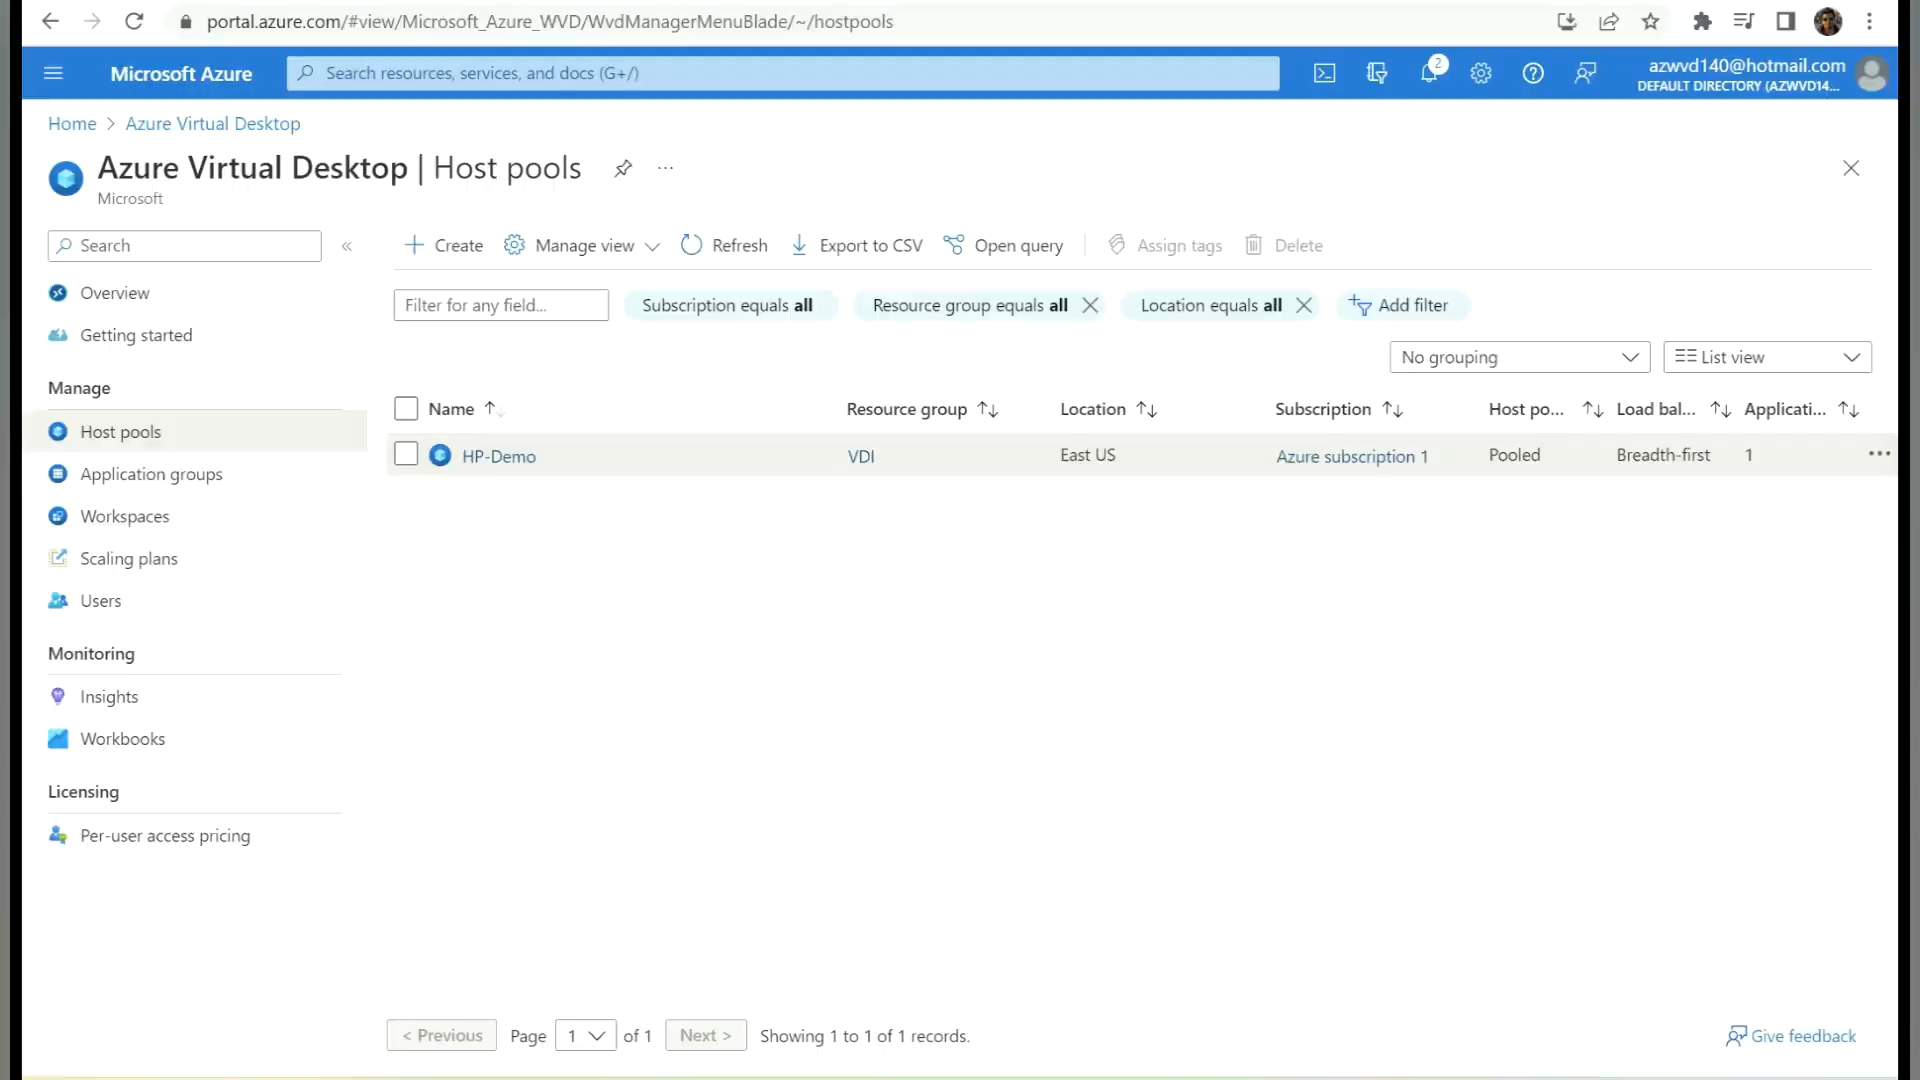 portal.azure.com/#view/Microsoft_Azure_WVD/WvdManagerMenuBlade/~/hostpools
Microsoft Azure
Search resources, services, and docs (G+/)
2
azwvd140@hotmail.com
DEFAULT DIRECTORY (AZWVD14...
Home > Azure Virtual Desktop
Azure Virtual Desktop | Host pools
...
Microsoft
Search
«
Create
Manage view
Refresh
Export to CSV
Open query
Assign tags
Delete
Overview
Getting started
Manage
Host pools
Application groups
Workspaces
Scaling plans
Users
Monitoring
Insights
Workbooks
Licensing
Per-user access pricing
Filter for any field...
Subscription equals all
Resource group equals all
Location equals all
Add filter
No grouping
List view
Name ↑↓ Resource group ↑↓ Location ↑↓ Subscription ↑↓ Host po... ↑↓ Load bal... ↑↓ Applicati... ↑↓
HP-Demo VDI East US Azure subscription 1 Pooled Breadth-first 1 ...
< Previous Page 1 of 1 Next > Showing 1 to 1 of 1 records.
Give feedback